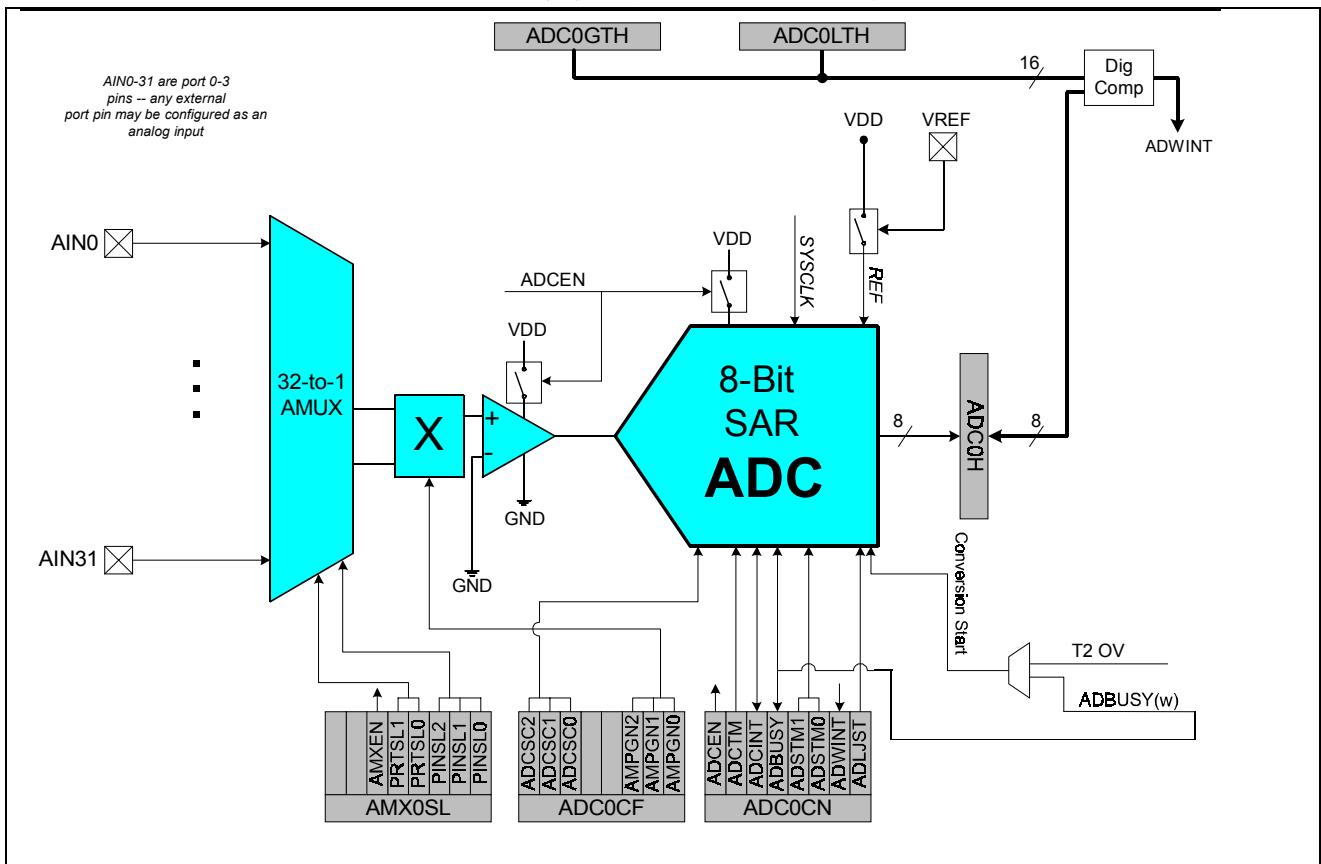 ADC0GTH
ADC0LTH
16
Dig
Comp
ADWINT
AIN0-31 are port 0-3
pins -- any external
port pin may be configured as an
analog input
VDD
VREF
AIN0
VDD
SYSCLK
REF
ADCEN
VDD
32-to-1
AMUX
X
+
-
8-Bit
SAR
ADC
8
ADC0H
8
GND
GND
AIN31
Conversion Start
T2 OV
ADBUSY(w)
AMXEN
PRTSL1
PRTSL0
PINSL2
PINSL1
PINSL0
AMX0SL
ADCSC2
ADCSC1
ADCSC0
AMPGN2
AMPGN1
AMPGN0
ADC0CF
ADCEN
ADCTM
ADCINT
ADBUSY
ADSTM1
ADSTM0
ADWINT
ADLJST
ADC0CN